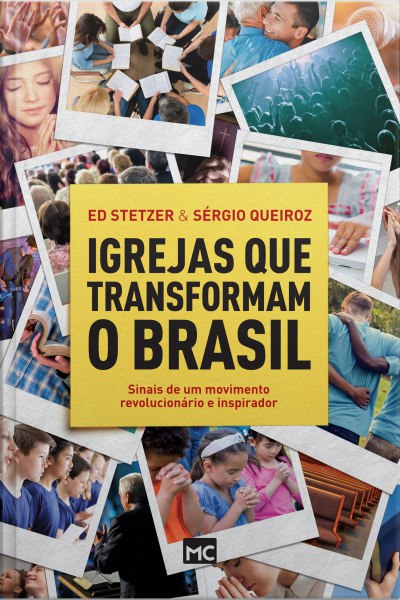 ED STETZER & SÉRGIO QUEIROZ
IGREJAS QUE
TRANSFORMAM
O BRASIL
Sinais de um movimento
revolucionário e inspirador
MC